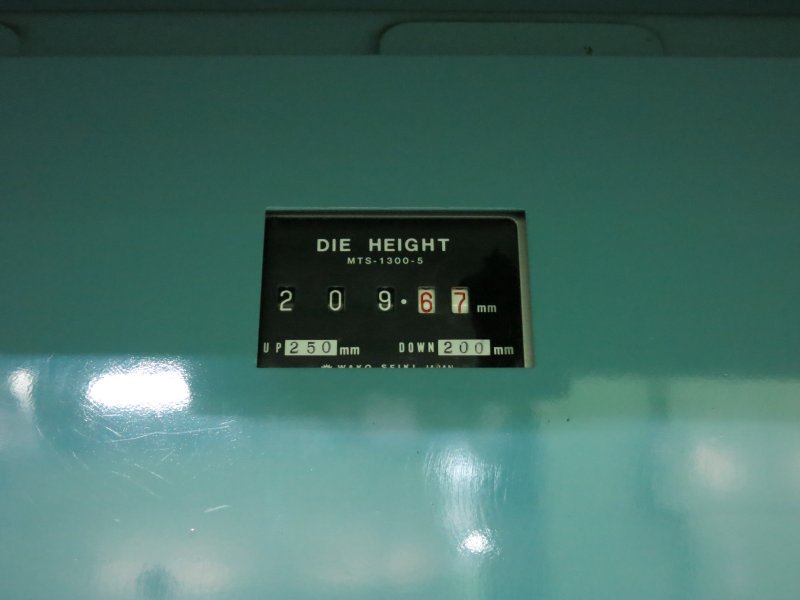 DIE HEIGHT
MTS-1300-5
2 0 9.67 mm
UP 250 mm DOWN 200 mm
WAKO SEIKI JAPAN